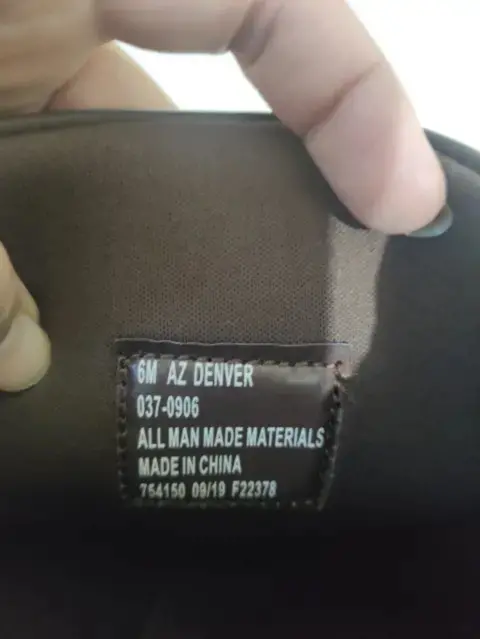 6M AZ DENVER
037-0906
ALL MAN MADE MATERIALS
MADE IN CHINA
754150 09/19 F22378